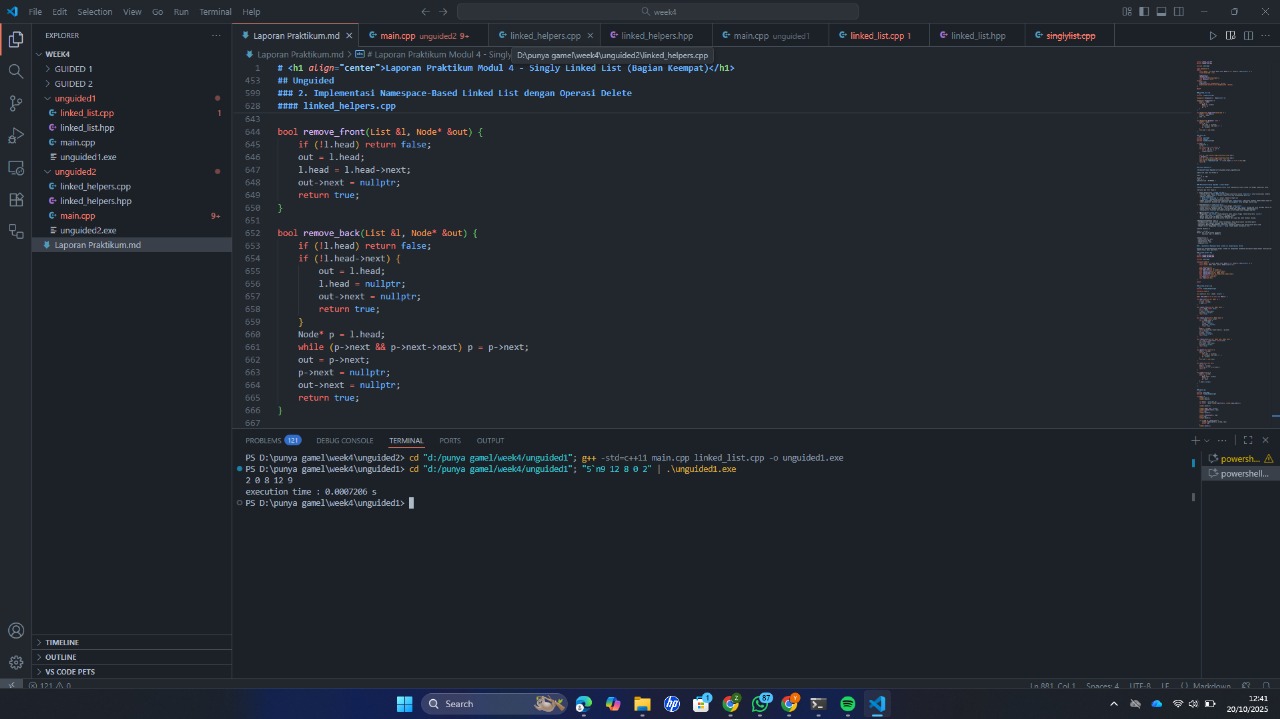 File Edit Selection View Go Run Terminal Help
week4
EXPLORER
WEEK4
GUIDED 1
GUIDED 2
unguided1
linked_list.cpp 1
linked_list.hpp
main.cpp
unguided1.exe
unguided2
linked_helpers.cpp
linked_helpers.hpp
main.cpp 9+
unguided2.exe
Laporan Praktikum.md
TIMELINE
OUTLINE
VS CODE PETS
Laporan Praktikum.md
main.cpp unguided2 9+
linked_helpers.cpp
linked_helpers.hpp
main.cpp unguided1
linked_list.cpp 1
linked_list.hpp
singlylist.cpp
Laporan Praktikum.md > # Laporan Praktikum Modul 4 - Singly
D:\punya gamel\week4\unguided2\linked_helpers.cpp
1 # <h1 align="center">Laporan Praktikum Modul 4 - Singly Linked List (Bagian Keempat)</h1>
453 ## Unguided
599 ### 2. Implementasi Namespace-Based Linked List dengan Operasi Delete
628 #### linked_helpers.cpp
643
644 bool remove_front(List &l, Node* &out) {
645 if (!l.head) return false;
646 out = l.head;
647 l.head = l.head->next;
648 out->next = nullptr;
649 return true;
650 }
651
652 bool remove_back(List &l, Node* &out) {
653 if (!l.head) return false;
654 if (!l.head->next) {
655 out = l.head;
656 l.head = nullptr;
657 out->next = nullptr;
658 return true;
659 }
660 Node* p = l.head;
661 while (p->next && p->next->next) p = p->next;
662 out = p->next;
663 p->next = nullptr;
664 out->next = nullptr;
665 return true;
666 }
667
PROBLEMS 121 DEBUG CONSOLE TERMINAL PORTS OUTPUT
PS D:\punya gamel\week4\unguided2> cd "d:/punya gamel/week4/unguided1"; g++ -std=c++11 main.cpp linked_list.cpp -o unguided1.exe
PS D:\punya gamel\week4\unguided1> cd "d:/punya gamel/week4/unguided1"; "5`n9 12 8 0 2" | .\unguided1.exe
2 0 8 12 9
execution time : 0.0007206 s
PS D:\punya gamel\week4\unguided1>
powersh...
powershell...
121 0
Ln 881, Col 1 Spaces: 4 UTF-8 LF Markdown
Search
12:41
20/10/2025